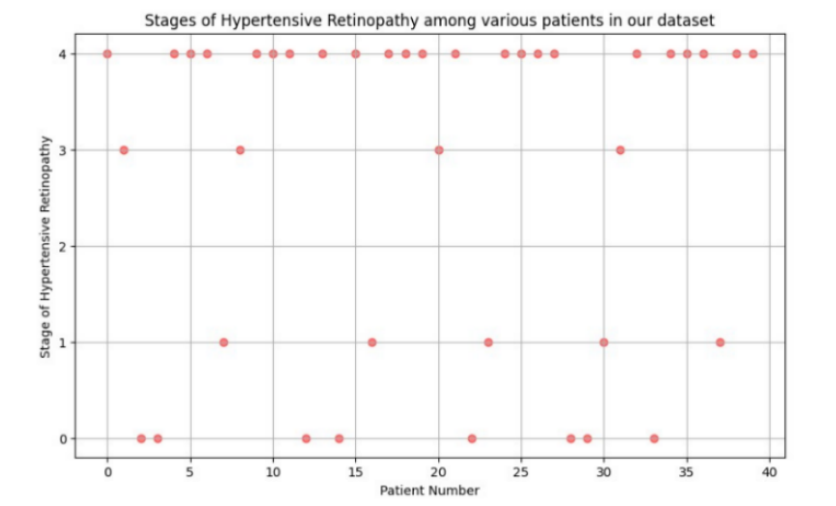 Stages of Hypertensive Retinopathy among various patients in our dataset
Stage of Hypertensive Retinopathy
4
3
2
1
0
0 5 10 15 20 25 30 35 40
Patient Number